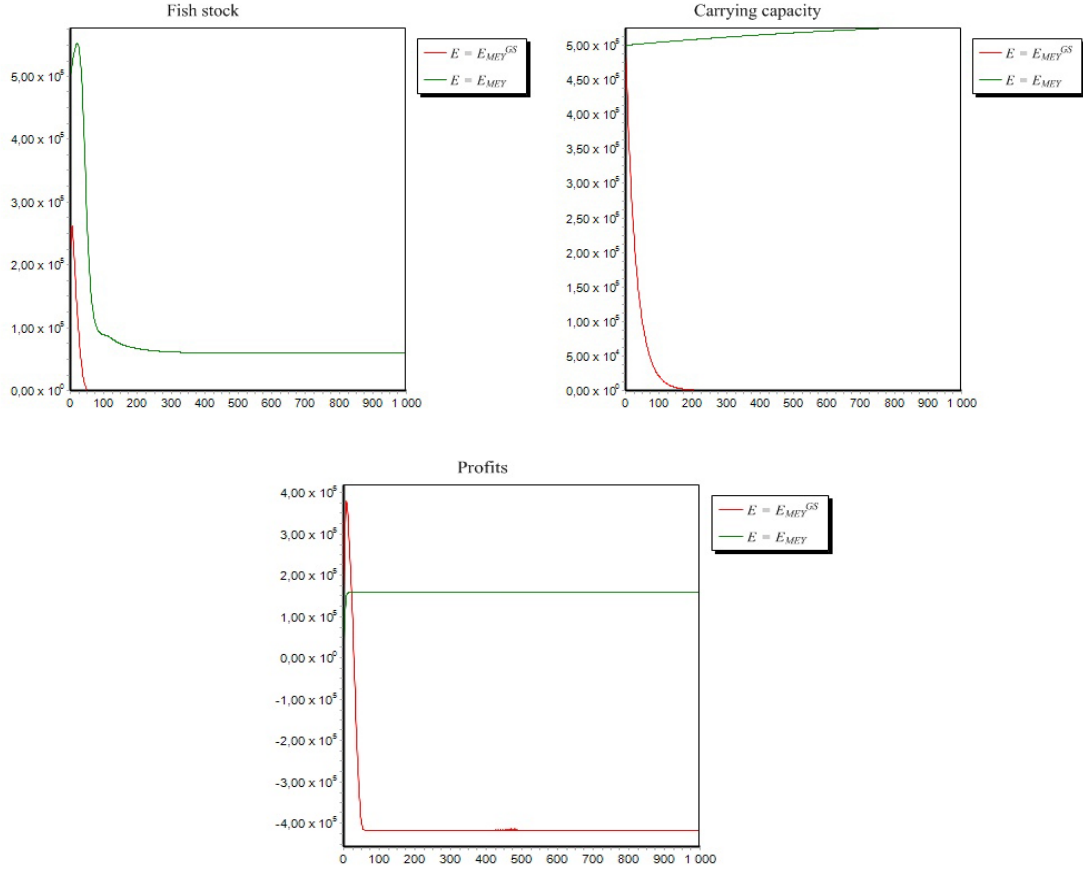 Fish stock
5,00 x 10⁵
4,00 x 10⁵
3,00 x 10⁵
2,00 x 10⁵
1,00 x 10⁵
0,00 x 10⁰
0 100 200 300 400 500 600 700 800 900 1 000
E = E_MEY^GS
E = E_MEY
Carrying capacity
5,00 x 10⁵
4,50 x 10⁵
4,00 x 10⁵
3,50 x 10⁵
3,00 x 10⁵
2,50 x 10⁵
2,00 x 10⁵
1,50 x 10⁵
1,00 x 10⁵
5,00 x 10⁴
0,00 x 10⁰
0 100 200 300 400 500 600 700 800 900 1 000
E = E_MEY^GS
E = E_MEY
Profits
4,00 x 10⁵
3,00 x 10⁵
2,00 x 10⁵
1,00 x 10⁵
0,00 x 10⁰
-1,00 x 10⁵
-2,00 x 10⁵
-3,00 x 10⁵
-4,00 x 10⁵
0 100 200 300 400 500 600 700 800 900 1 000
E = E_MEY^GS
E = E_MEY